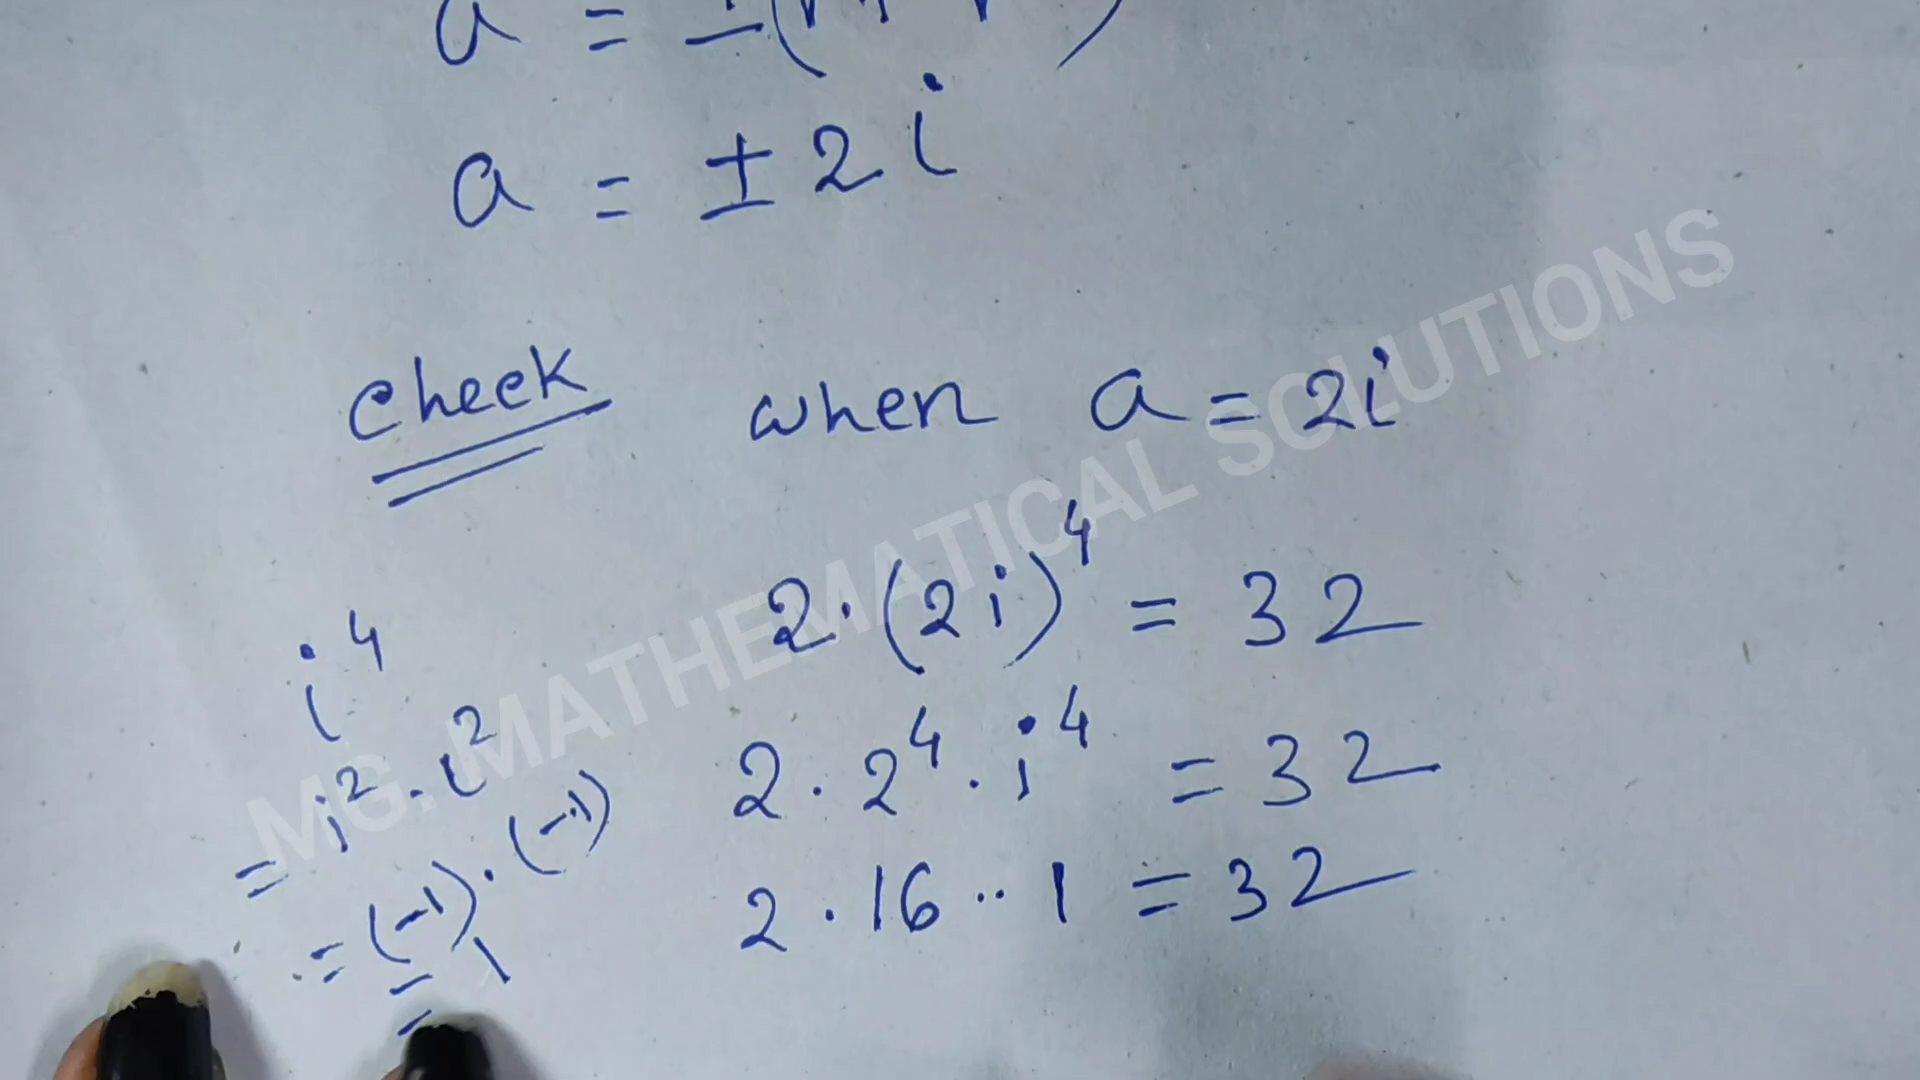 a = ±(
a = ± 2i
check when a = 2i
2·(2i)⁴ = 32
i⁴
2·2⁴·i⁴ = 32
= i²·i²
2·16··1 = 32
= (-1)·(-1)
= 1
MG. MATHEMATICAL SOLUTIONS